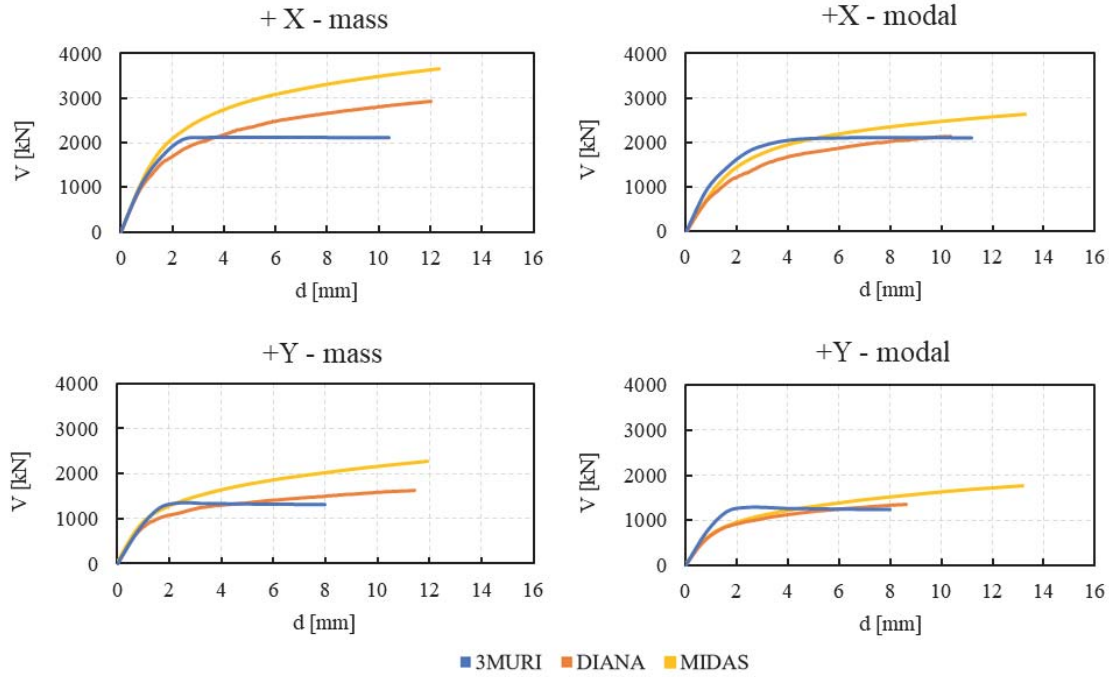 + X - mass
4000
3000
2000
1000
0
V [kN]
0 2 4 6 8 10 12 14 16
d [mm]
+X - modal
4000
3000
2000
1000
0
V [kN]
0 2 4 6 8 10 12 14 16
d [mm]
+Y - mass
4000
3000
2000
1000
0
V [kN]
0 2 4 6 8 10 12 14 16
d [mm]
+Y - modal
4000
3000
2000
1000
0
V [kN]
0 2 4 6 8 10 12 14 16
d [mm]
3MURI DIANA MIDAS